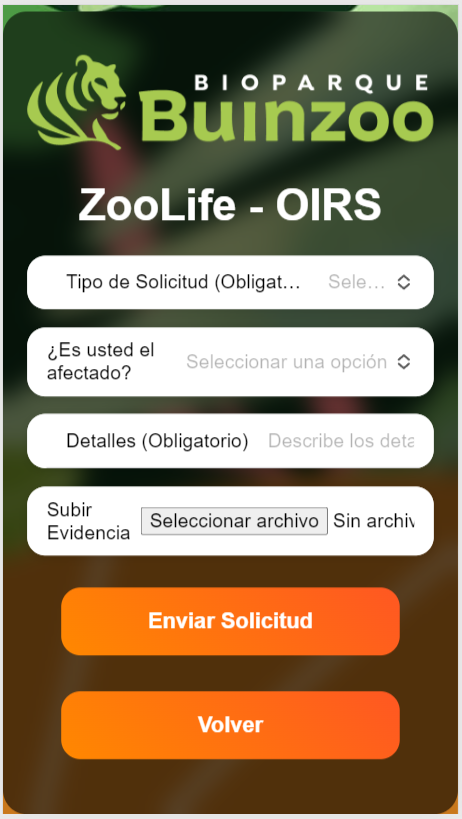 BIOPARQUE
Buinzoo
ZooLife - OIRS
Tipo de Solicitud (Obligat... Sele...
¿Es usted el
afectado? Seleccionar una opción
Detalles (Obligatorio) Describe los deta
Subir
Evidencia Seleccionar archivo Sin archiv
Enviar Solicitud
Volver